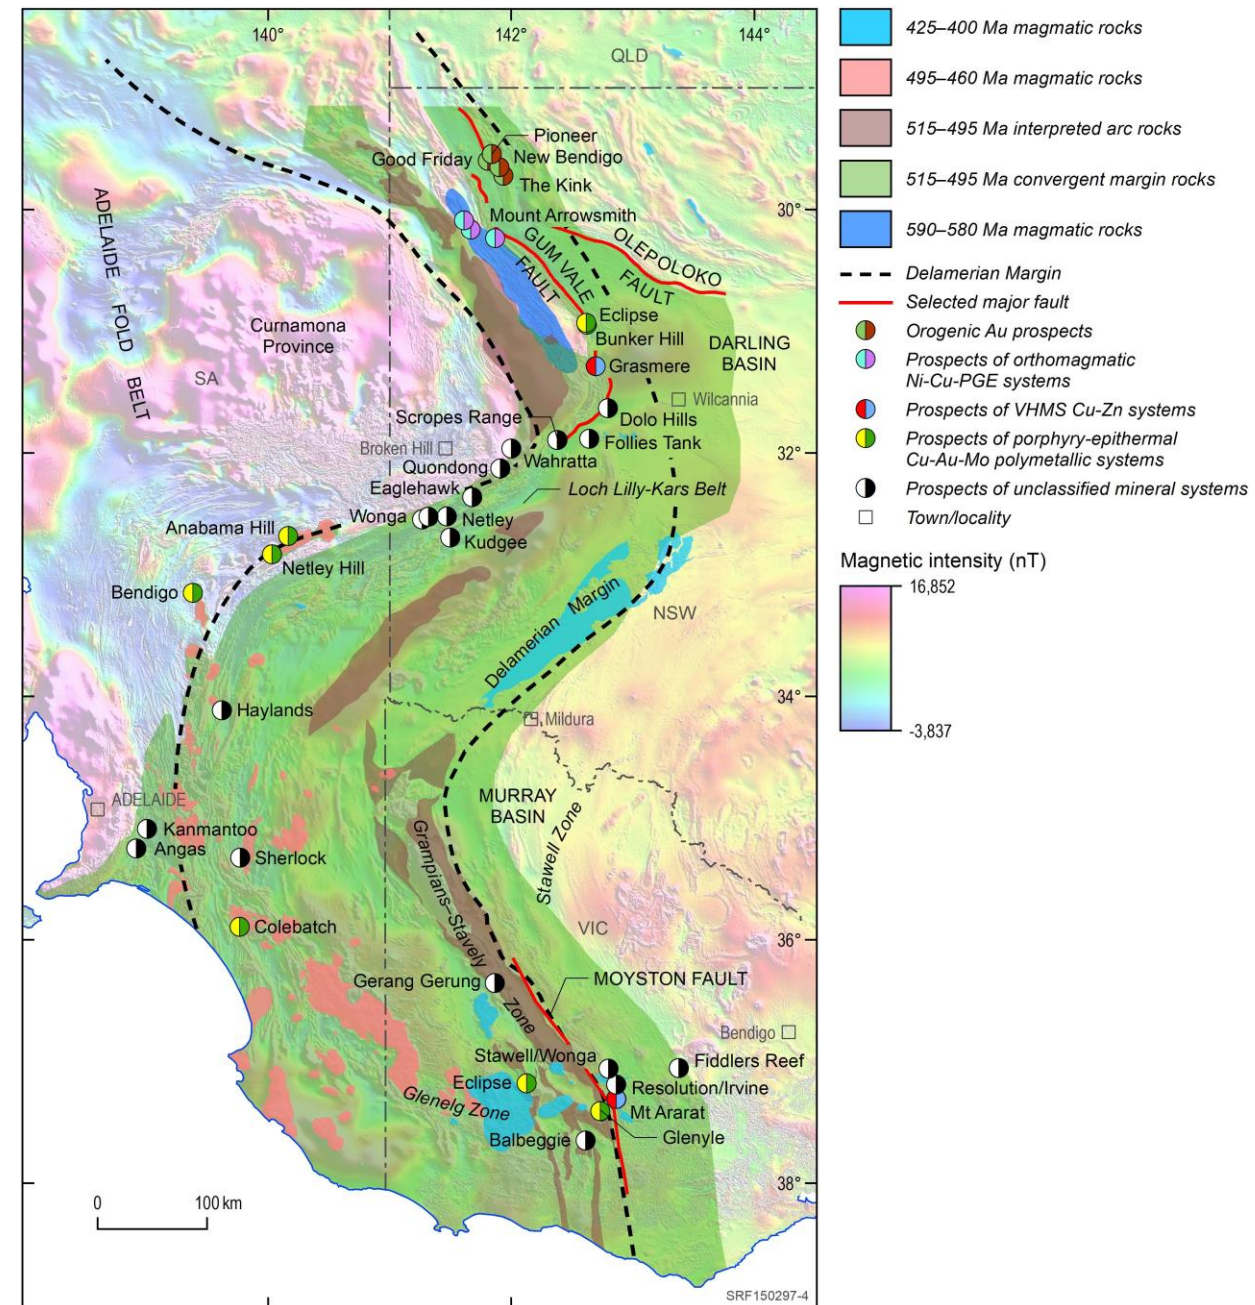 140°
142°
144°
QLD
Pioneer
Good Friday
New Bendigo
The Kink
30°
Mount Arrowsmith
OLEPOLOKO
FAULT
GUM VALE
FAULT
ADELAIDE FOLD BELT
Curnamona
Province
SA
Eclipse
Bunker Hill
DARLING
BASIN
Grasmere
Wilcannia
Scropes Range
Dolo Hills
Broken Hill
Follies Tank
32°
Wahratta
Quondong
Eaglehawk
Loch Lilly-Kars Belt
Wonga
Netley
Anabama Hill
Kudgee
Netley Hill
Bendigo
Delamerian Margin
NSW
34°
Haylands
Mildura
MURRAY
BASIN
Stawell Zone
ADELAIDE
Kanmantoo
Angas
Sherlock
Grampians–Stavely
Zone
Colebatch
VIC
36°
Gerang Gerung
MOYSTON FAULT
Bendigo
Stawell/Wonga
Fiddlers Reef
Eclipse
Resolution/Irvine
Glenelg Zone
Mt Ararat
Glenyle
Balbeggie
38°
0
100 km
SRF150297-4
425–400 Ma magmatic rocks
495–460 Ma magmatic rocks
515–495 Ma interpreted arc rocks
515–495 Ma convergent margin rocks
590–580 Ma magmatic rocks
Delamerian Margin
Selected major fault
Orogenic Au prospects
Prospects of orthomagmatic
Ni-Cu-PGE systems
Prospects of VHMS Cu-Zn systems
Prospects of porphyry-epithermal
Cu-Au-Mo polymetallic systems
Prospects of unclassified mineral systems
Town/locality
Magnetic intensity (nT)
16,852
-3,837